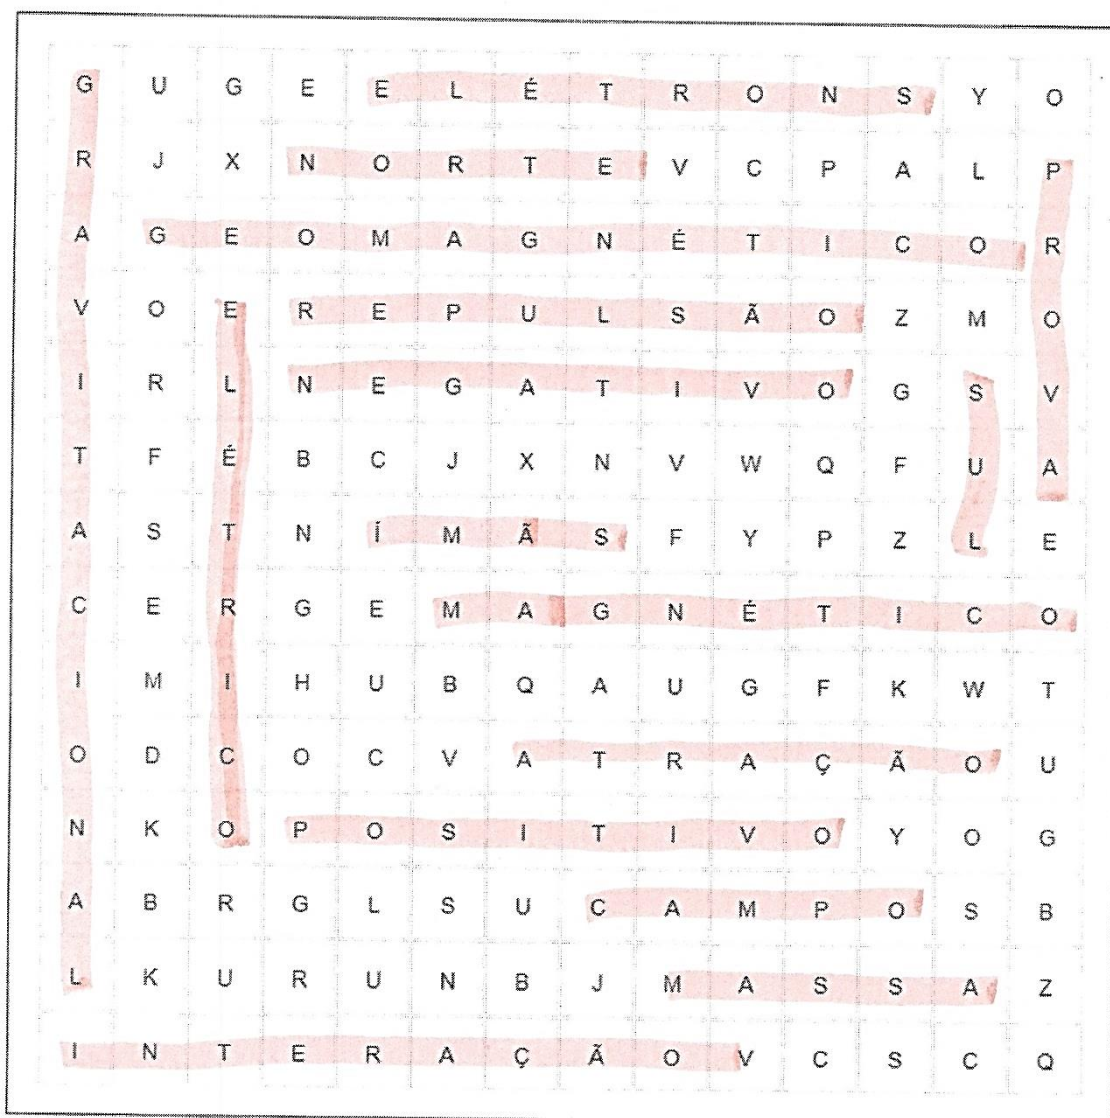 G U G E E L É T R O N S Y O
R J X N O R T E V C P A L P
A G E O M A G N É T I C O R
V O E R E P U L S Ã O Z M O
I R L N E G A T I V O G S V
T F É B C J X N V W Q F U A
A S T N Í M Ã S F Y P Z L E
C E R G E M A G N É T I C O
I M I H U B Q A U G F K W T
O D C O C V A T R A Ç Ã O U
N K O P O S I T I V O Y O G
A B R G L S U C A M P O S B
L K U R U N B J M A S S A Z
I N T E R A Ç Ã O V C S C Q